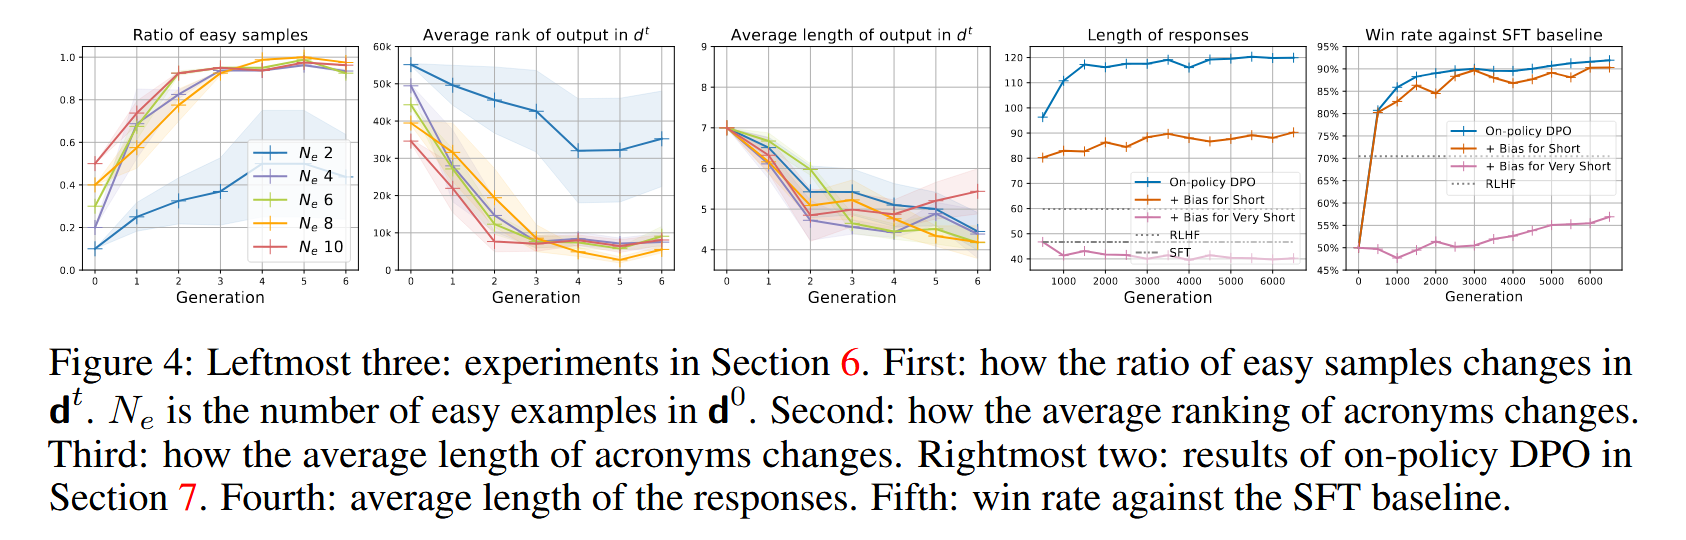 Ratio of easy samples
1.0
0.8
0.6
0.4
0.2
0.0
Nₑ 2
Nₑ 4
Nₑ 6
Nₑ 8
Nₑ 10
0 1 2 3 4 5 6
Generation
Average rank of output in dᵗ
60k
50k
40k
30k
20k
10k
0
0 1 2 3 4 5 6
Generation
Average length of output in dᵗ
9
8
7
6
5
4
0 1 2 3 4 5 6
Generation
Length of responses
120
110
100
90
80
70
60
50
40
On-policy DPO
+ Bias for Short
+ Bias for Very Short
RLHF
SFT
1000 2000 3000 4000 5000 6000
Generation
Win rate against SFT baseline
95%
90%
85%
80%
75%
70%
65%
60%
55%
50%
45%
On-policy DPO
+ Bias for Short
+ Bias for Very Short
RLHF
0 1000 2000 3000 4000 5000 6000
Generation
Figure 4: Leftmost three: experiments in Section 6. First: how the ratio of easy samples changes in
dᵗ. Nₑ is the number of easy examples in d⁰. Second: how the average ranking of acronyms changes.
Third: how the average length of acronyms changes. Rightmost two: results of on-policy DPO in
Section 7. Fourth: average length of the responses. Fifth: win rate against the SFT baseline.